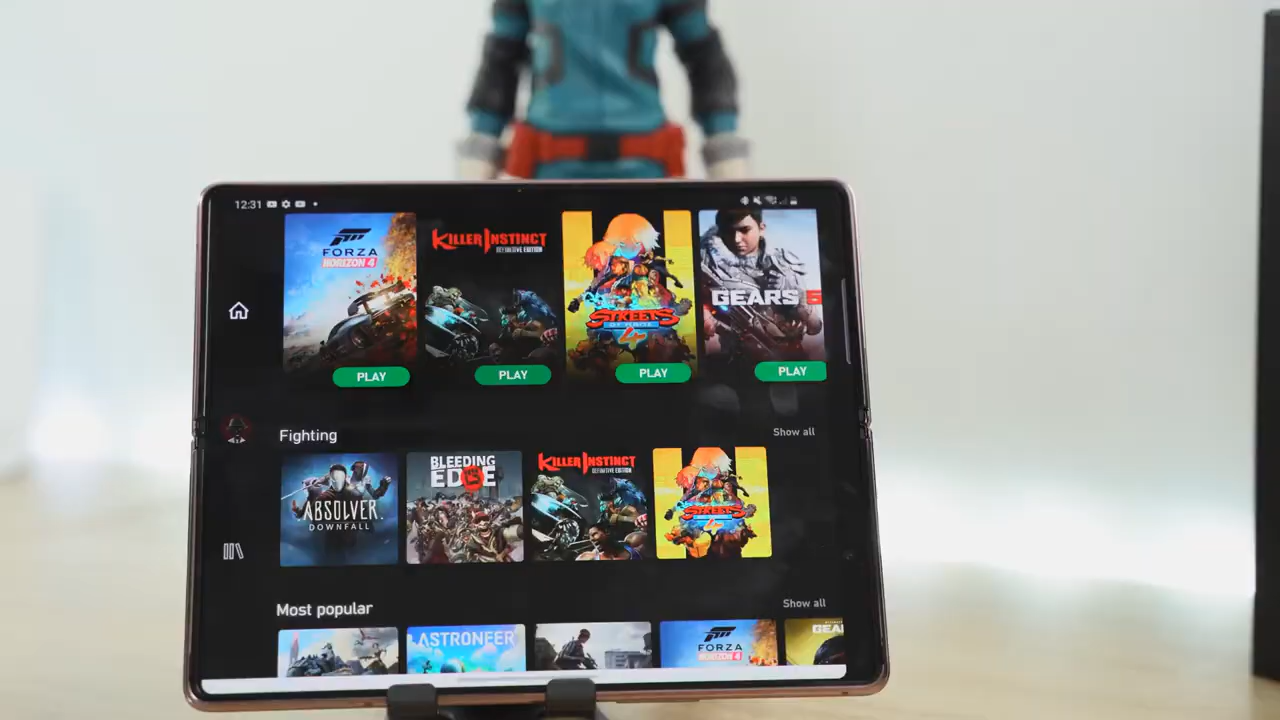 12:31
FORZA
HORIZON 4
KILLER INSTINCT
DEFINITIVE EDITION
STREETS
OF RAGE
4
GEARS 5
PLAY
PLAY
PLAY
PLAY
Fighting
Show all
ABSOLVER
DOWNFALL
BLEEDING
EDGE
KILLER INSTINCT
DEFINITIVE EDITION
STREETS
4
Most popular
Show all
ASTRONEER
FORZA
HORIZON 4
GEA